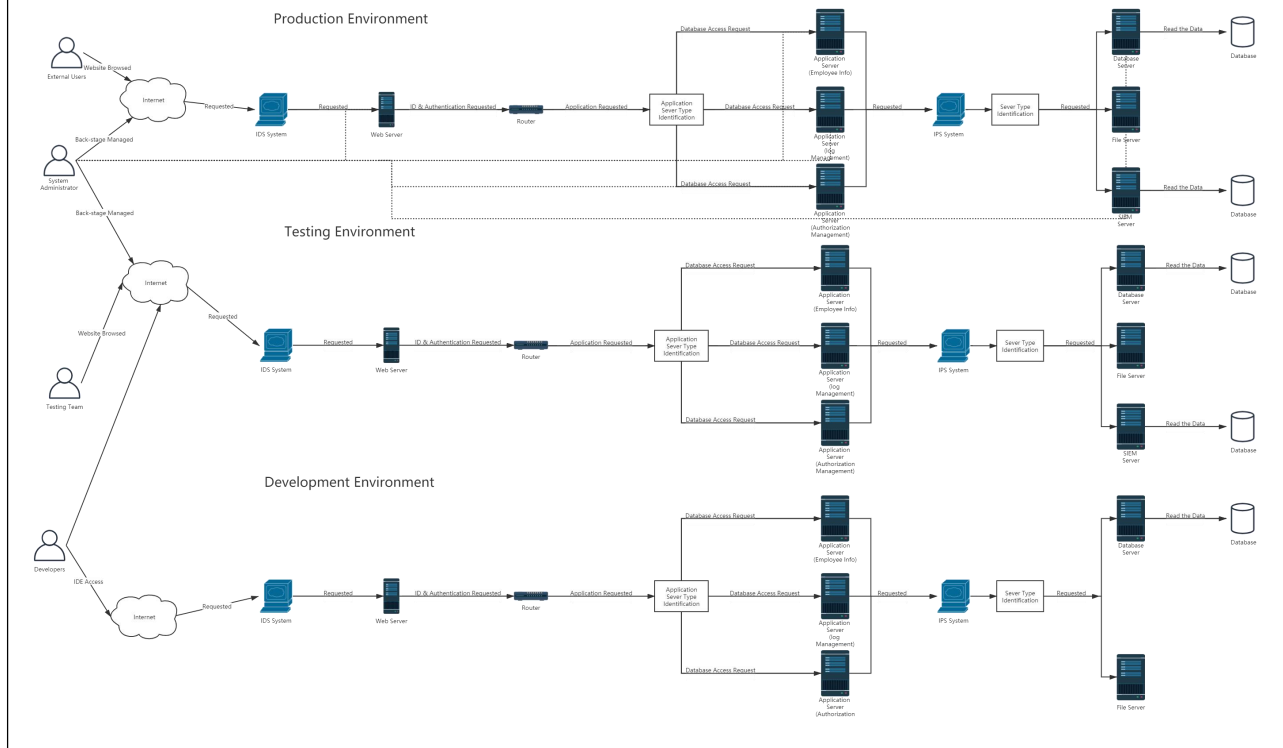 Production Environment
External Users
Website Browsed
Internet
Requested
IDS System
Requested
Web Server
ID & Authentication Requested
Router
Application Requested
Application
Sever Type
Identification
Database Access Request
Application
Server
(Employee Info)
Database Access Request
Application
Server
(log
Management)
Database Access Request
Application
Server
(Authorization
Management)
Requested
IPS System
Sever Type
Identification
Requested
Database
Server
Read the Data
Database
File Server
SIEM
Server
Read the Data
Database
Back-stage Managed
System
Administrator
Back-stage Managed
Testing Environment
Internet
Website Browsed
Testing Team
Requested
IDS System
Requested
Web Server
ID & Authentication Requested
Router
Application Requested
Application
Sever Type
Identification
Database Access Request
Application
Server
(Employee Info)
Database Access Request
Application
Server
(log
Management)
Database Access Request
Application
Server
(Authorization
Management)
Requested
IPS System
Sever Type
Identification
Requested
Database
Server
Read the Data
Database
File Server
SIEM
Server
Read the Data
Database
Development Environment
Developers
IDE Access
Internet
Requested
IDS System
Requested
Web Server
ID & Authentication Requested
Router
Application Requested
Application
Sever Type
Identification
Database Access Request
Application
Server
(Employee Info)
Database Access Request
Application
Server
(log
Management)
Database Access Request
Application
Server
(Authorization
Requested
IPS System
Sever Type
Identification
Requested
Database
Server
Read the Data
Database
File Server